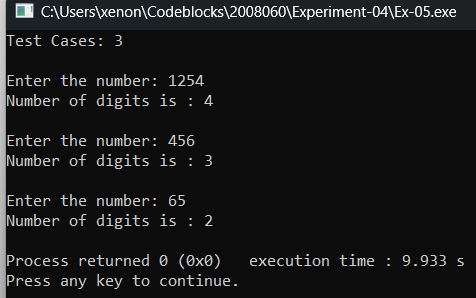 C:\Users\xenon\Codeblocks\2008060\Experiment-04\Ex-05.exe
Test Cases: 3
Enter the number: 1254
Number of digits is : 4
Enter the number: 456
Number of digits is : 3
Enter the number: 65
Number of digits is : 2
Process returned 0 (0x0)   execution time : 9.933 s
Press any key to continue.